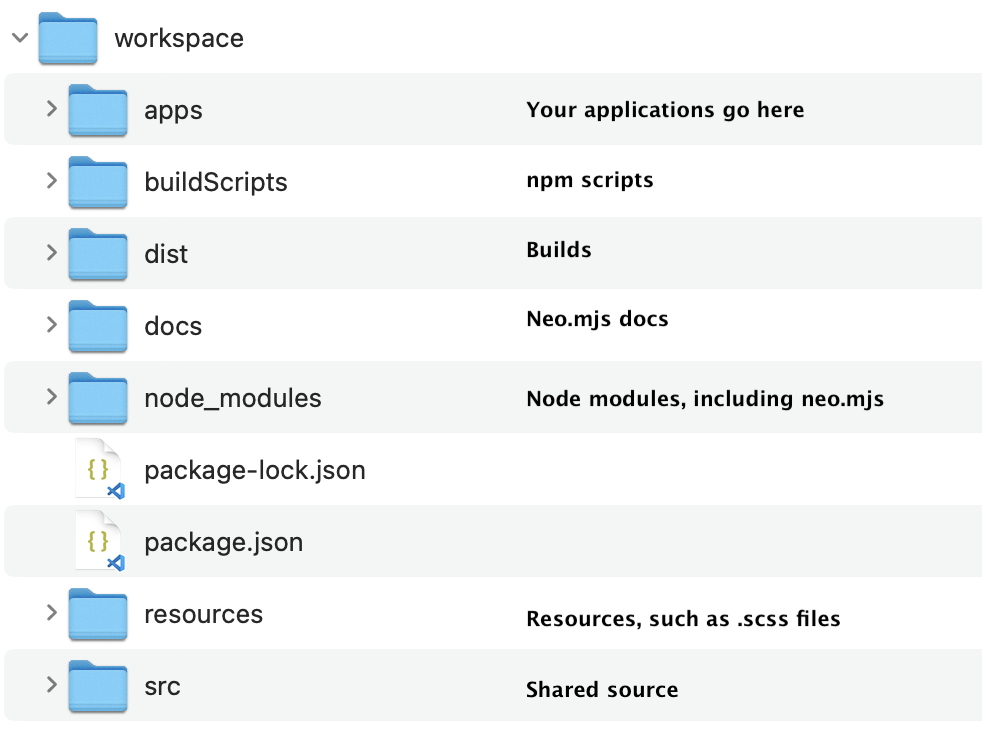 workspace
apps Your applications go here
buildScripts npm scripts
dist Builds
docs Neo.mjs docs
node_modules Node modules, including neo.mjs
package-lock.json
package.json
resources Resources, such as .scss files
src Shared source